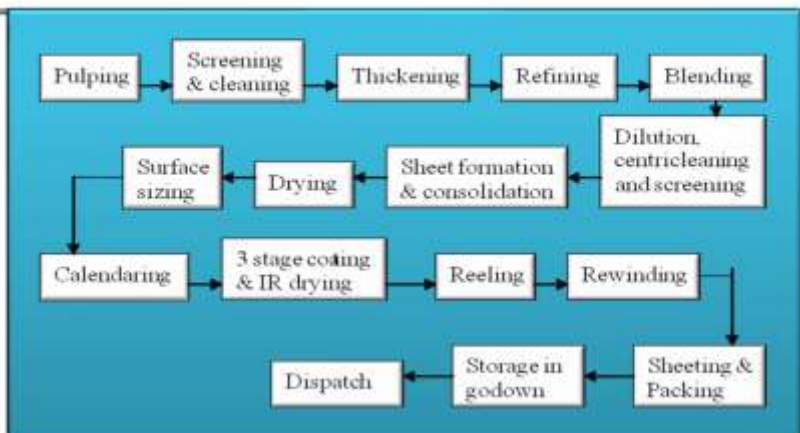 Pulping
Screening
& cleaning
Thickening
Refining
Blending
Dilution,
centricleaning
and screening
Sheet formation
& consolidation
Drying
Surface
sizing
Calendaring
3 stage coating
& IR drying
Reeling
Rewinding
Sheeting &
Packing
Storage in
godown
Dispatch